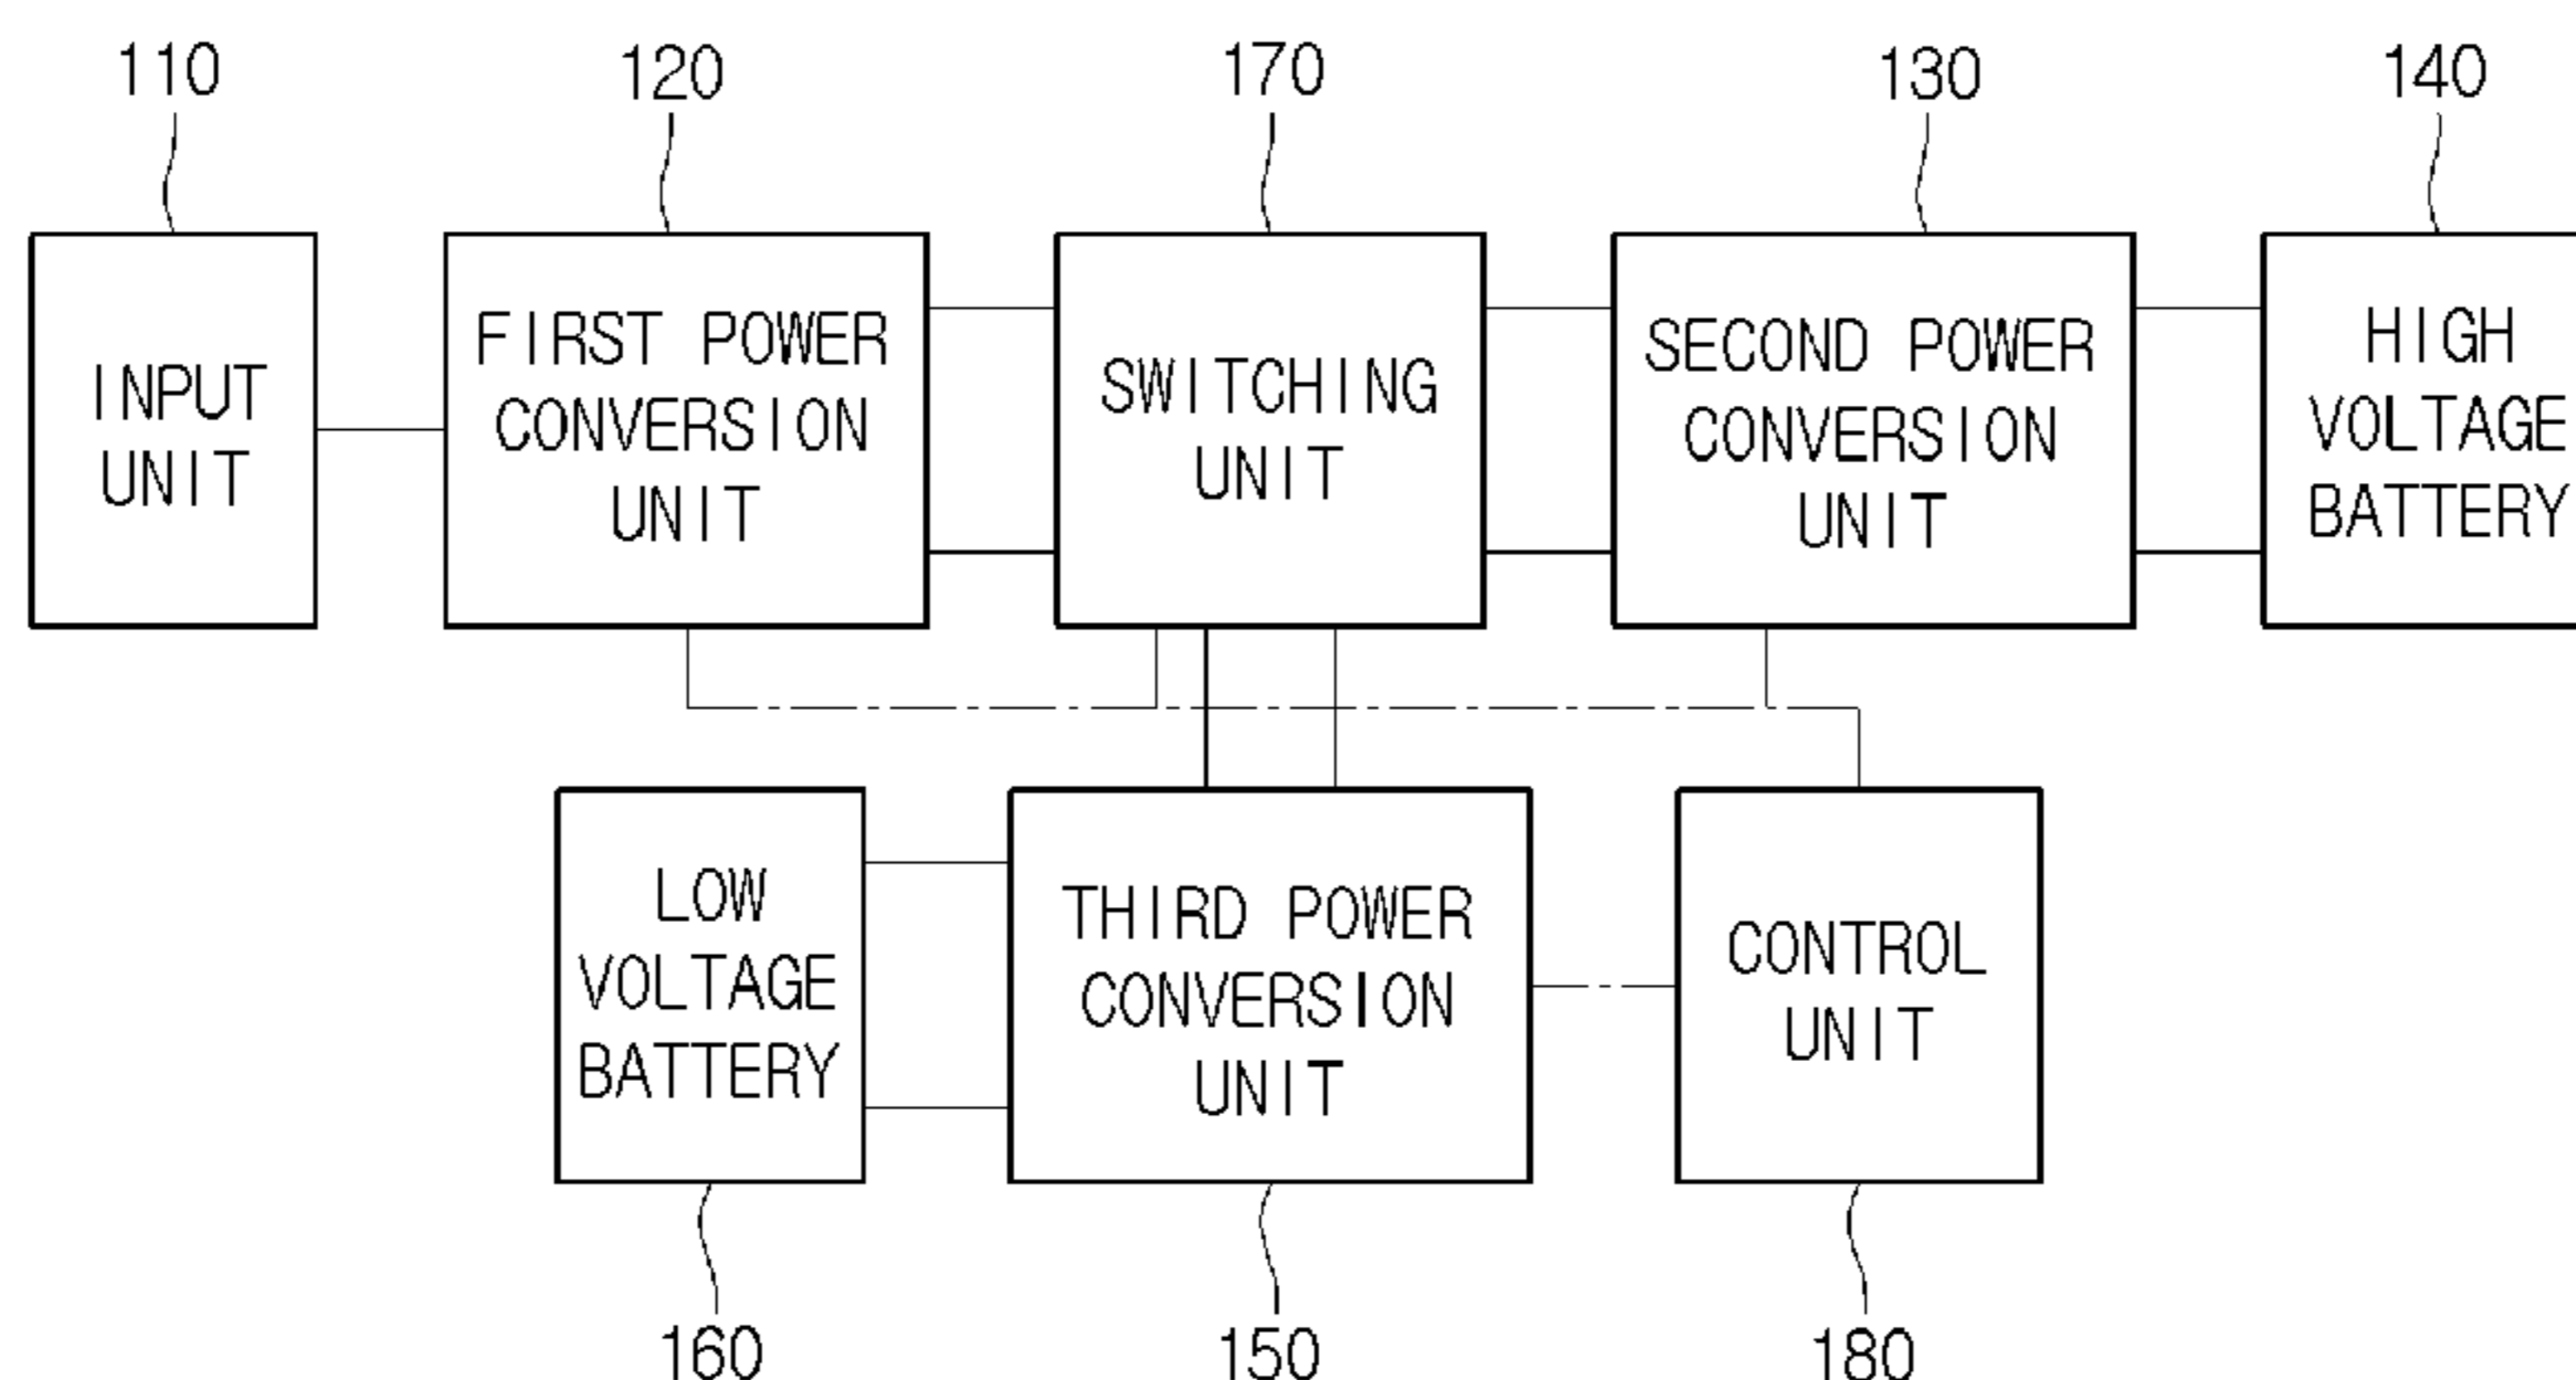 110
120
170
130
140
INPUT
UNIT
FIRST POWER
CONVERSION
UNIT
SWITCHING
UNIT
SECOND POWER
CONVERSION
UNIT
HIGH
VOLTAGE
BATTERY
LOW
VOLTAGE
BATTERY
THIRD POWER
CONVERSION
UNIT
CONTROL
UNIT
160
150
180